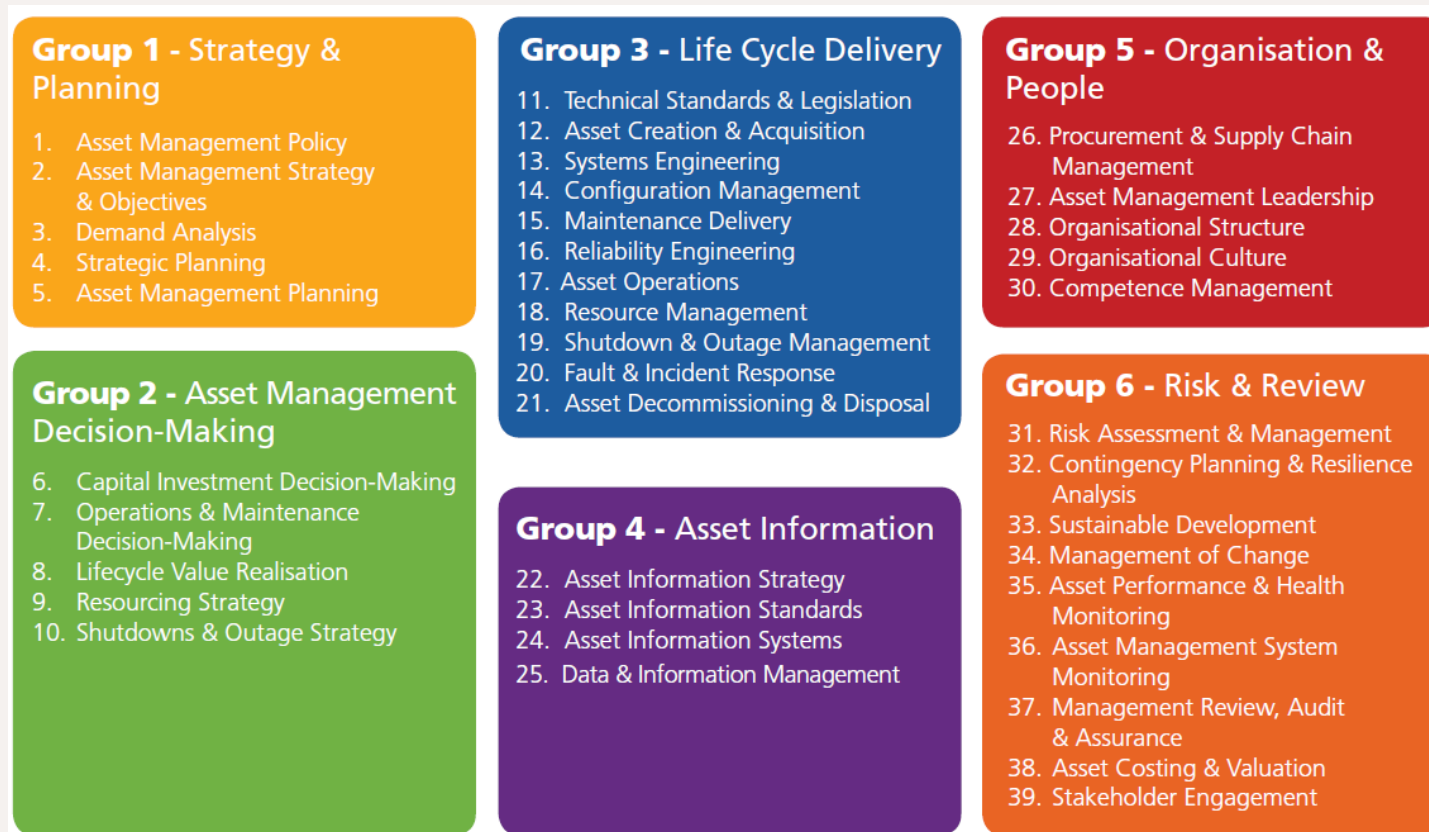 Group 1 - Strategy &
Planning
1. Asset Management Policy
2. Asset Management Strategy
& Objectives
3. Demand Analysis
4. Strategic Planning
5. Asset Management Planning
Group 2 - Asset Management
Decision-Making
6. Capital Investment Decision-Making
7. Operations & Maintenance
Decision-Making
8. Lifecycle Value Realisation
9. Resourcing Strategy
10. Shutdowns & Outage Strategy
Group 3 - Life Cycle Delivery
11. Technical Standards & Legislation
12. Asset Creation & Acquisition
13. Systems Engineering
14. Configuration Management
15. Maintenance Delivery
16. Reliability Engineering
17. Asset Operations
18. Resource Management
19. Shutdown & Outage Management
20. Fault & Incident Response
21. Asset Decommissioning & Disposal
Group 4 - Asset Information
22. Asset Information Strategy
23. Asset Information Standards
24. Asset Information Systems
25. Data & Information Management
Group 5 - Organisation &
People
26. Procurement & Supply Chain
Management
27. Asset Management Leadership
28. Organisational Structure
29. Organisational Culture
30. Competence Management
Group 6 - Risk & Review
31. Risk Assessment & Management
32. Contingency Planning & Resilience
Analysis
33. Sustainable Development
34. Management of Change
35. Asset Performance & Health
Monitoring
36. Asset Management System
Monitoring
37. Management Review, Audit
& Assurance
38. Asset Costing & Valuation
39. Stakeholder Engagement